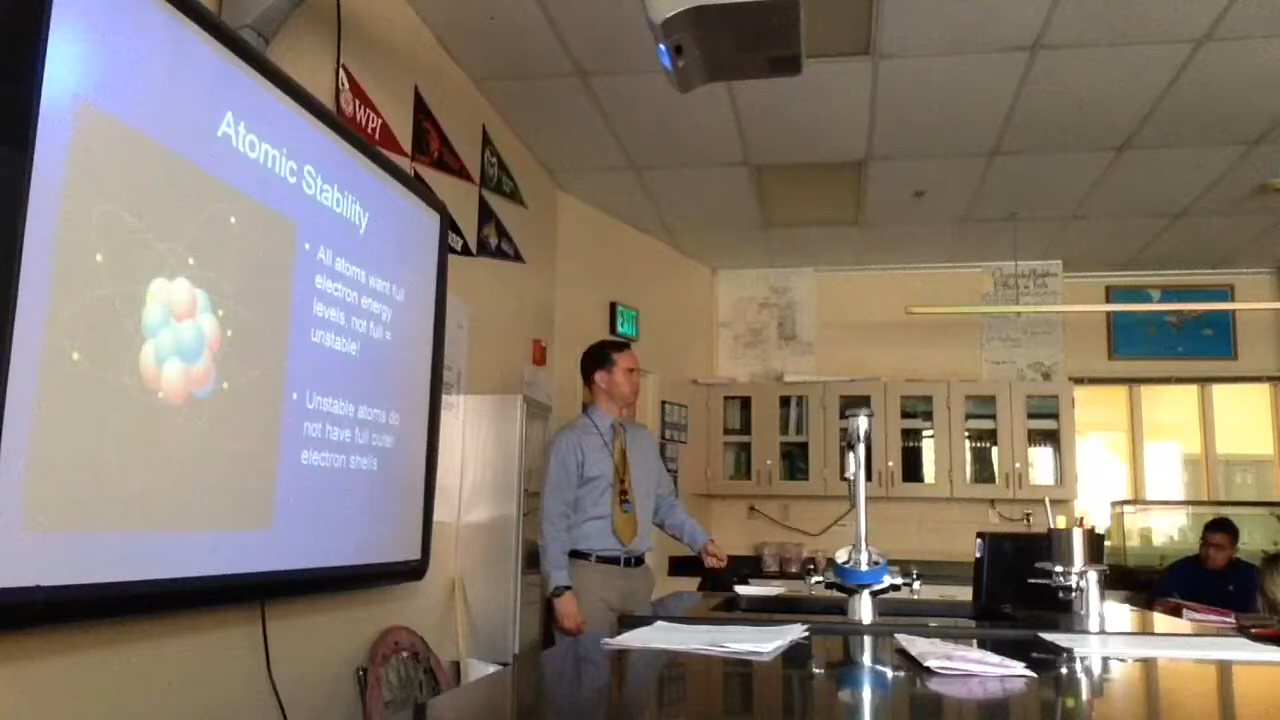 Atomic Stability
• All atoms want full
electron energy
levels, not full =
unstable!
• Unstable atoms do
not have full outer
electron shells
WPI
EXIT